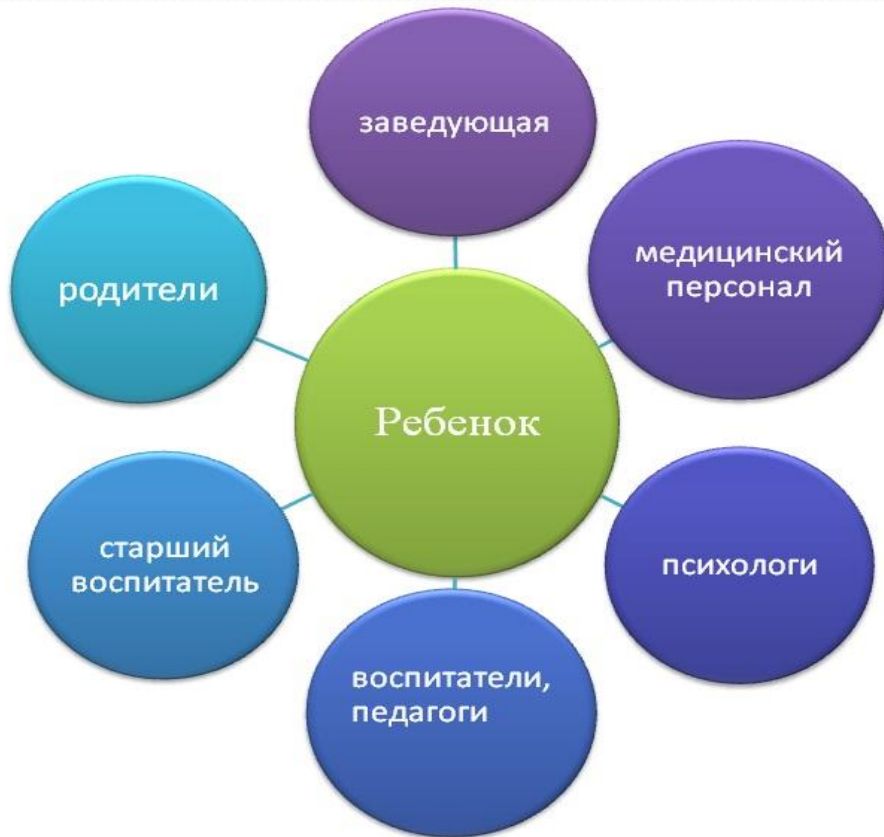 заведующая
медицинский
персонал
родители
Ребенок
старший
воспитатель
психологи
воспитатели,
педагоги